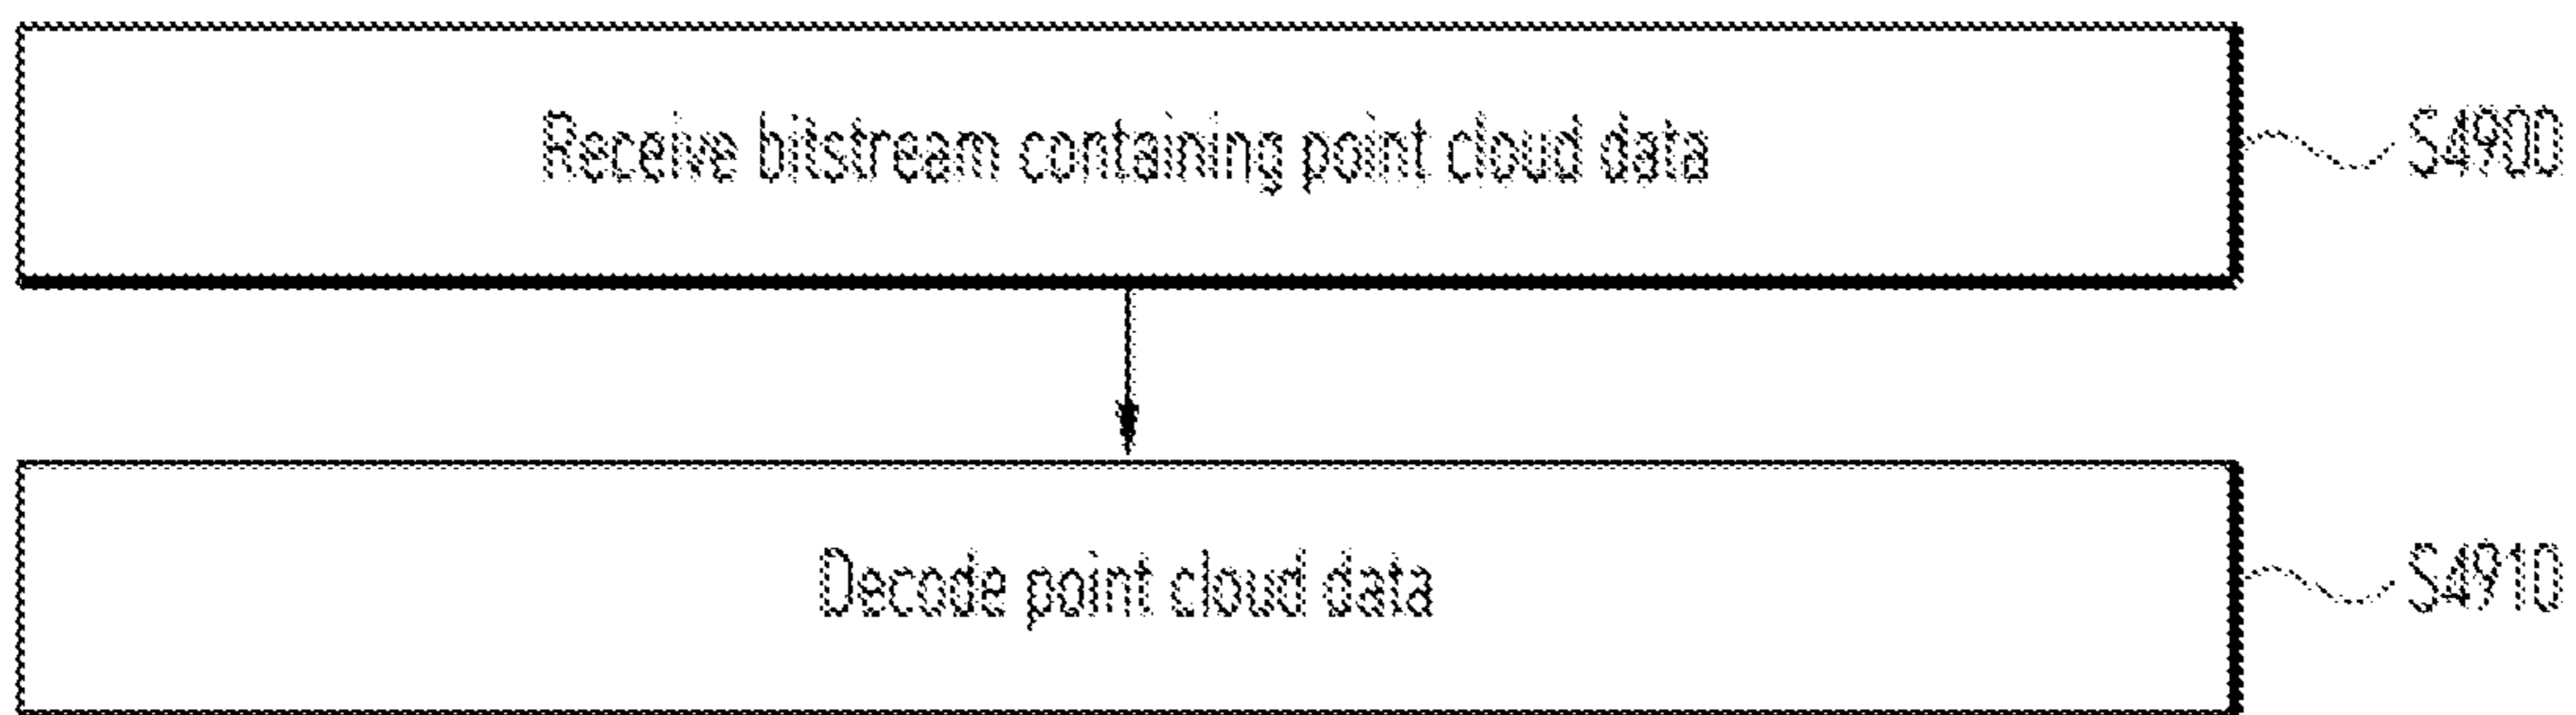 Receive bitstream containing point cloud data
S4900
Decode point cloud data
S4910